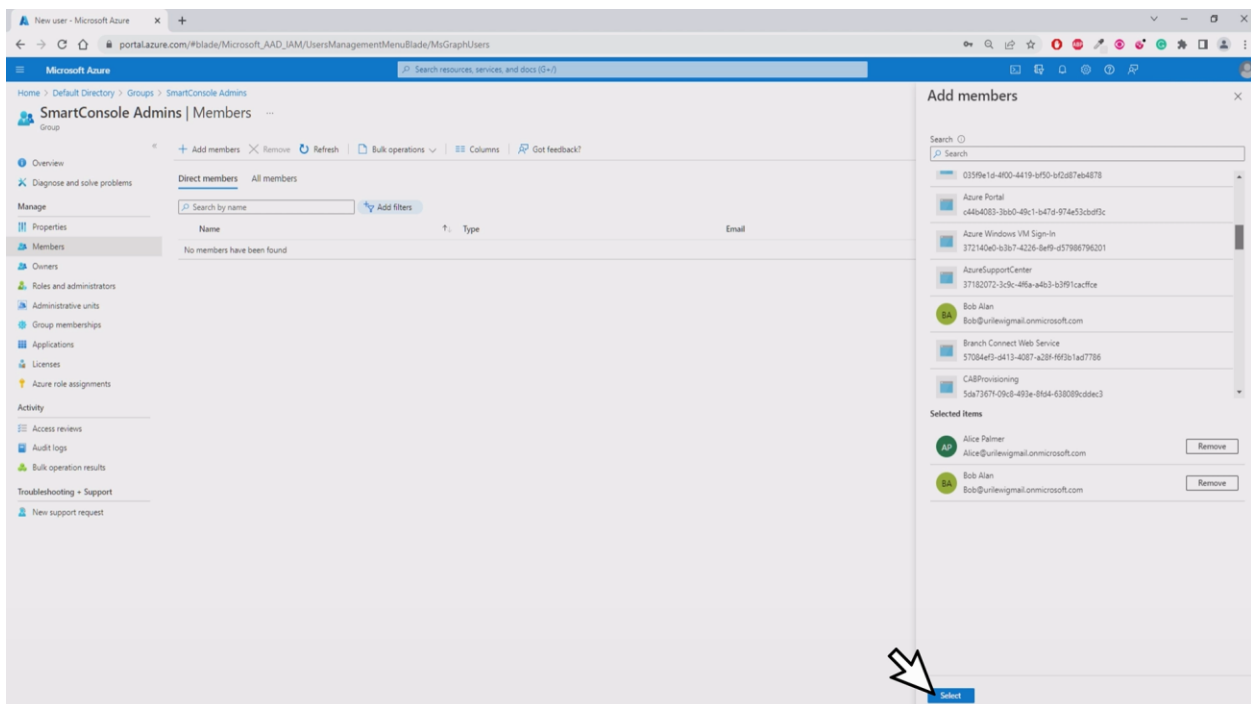 New user - Microsoft Azure
portal.azure.com/#blade/Microsoft_AAD_IAM/UsersManagementMenuBlade/MsGraphUsers
Microsoft Azure
Search resources, services, and docs (G+/)
Home > Default Directory > Groups > SmartConsole Admins
SmartConsole Admins | Members ...
Group
Overview
Diagnose and solve problems
Manage
Properties
Members
Owners
Roles and administrators
Administrative units
Group memberships
Applications
Licenses
Azure role assignments
Activity
Access reviews
Audit logs
Bulk operation results
Troubleshooting + Support
New support request
Add members Remove Refresh Bulk operations Columns Got feedback?
Direct members All members
Search by name Add filters
Name Type Email
No members have been found
Add members
Search
Search
035f9e1d-4f00-4419-bf50-bf2d87eb4878
Azure Portal
c44b4083-3bb0-49c1-b47d-974e53cbdf3c
Azure Windows VM Sign-In
372140e0-b3b7-4226-8ef9-d57986796201
AzureSupportCenter
37182072-3c9c-4f6a-a4b3-b3f91cacffce
BA
Bob Alan
Bob@urilewigmail.onmicrosoft.com
Branch Connect Web Service
57084ef3-d413-4087-a28f-f6f3b1ad7786
CABProvisioning
5da7367f-09c8-493e-8fd4-638089cddec3
Selected items
AP
Alice Palmer
Alice@urilewigmail.onmicrosoft.com
Remove
BA
Bob Alan
Bob@urilewigmail.onmicrosoft.com
Remove
Select